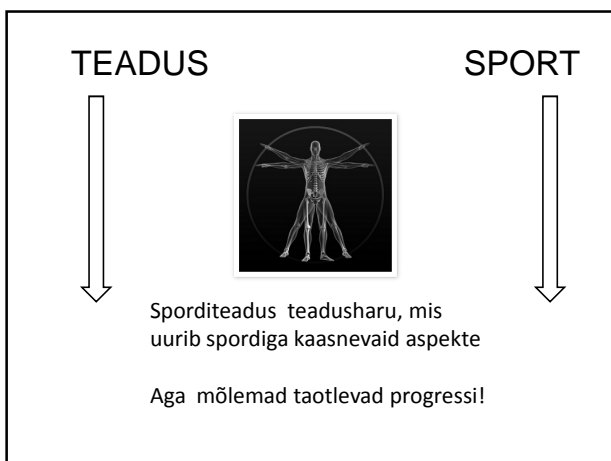 TEADUS
SPORT
Sporditeadus teadusharu, mis
uurib spordiga kaasnevaid aspekte
Aga mõlemad taotlevad progressi!